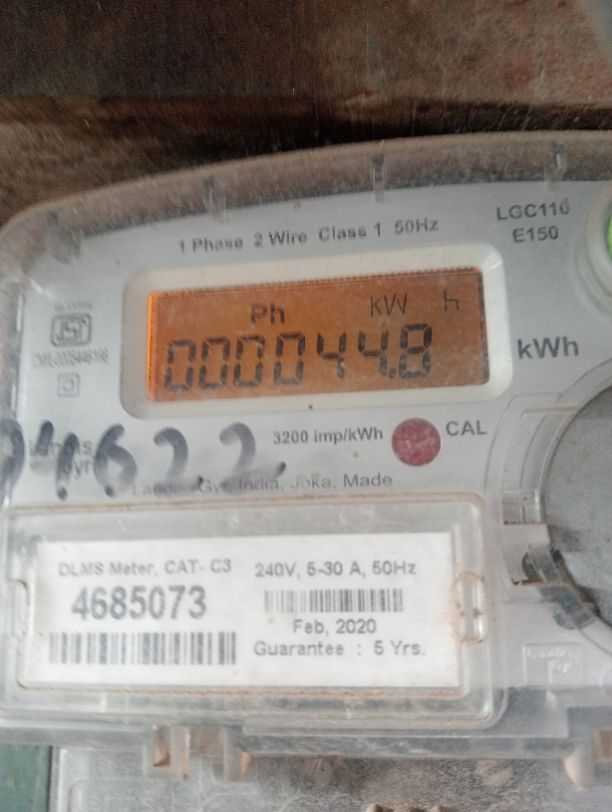 LGC110
E150
1 Phase 2 Wire Class 1 50Hz
Ph kW h
000044.8
kWh
3200 imp/kWh
CAL
India, Joka, Made
DLMS Meter, CAT- C3
4685073
240V, 5-30 A, 50Hz
Feb, 2020
Guarantee : 5 Yrs.